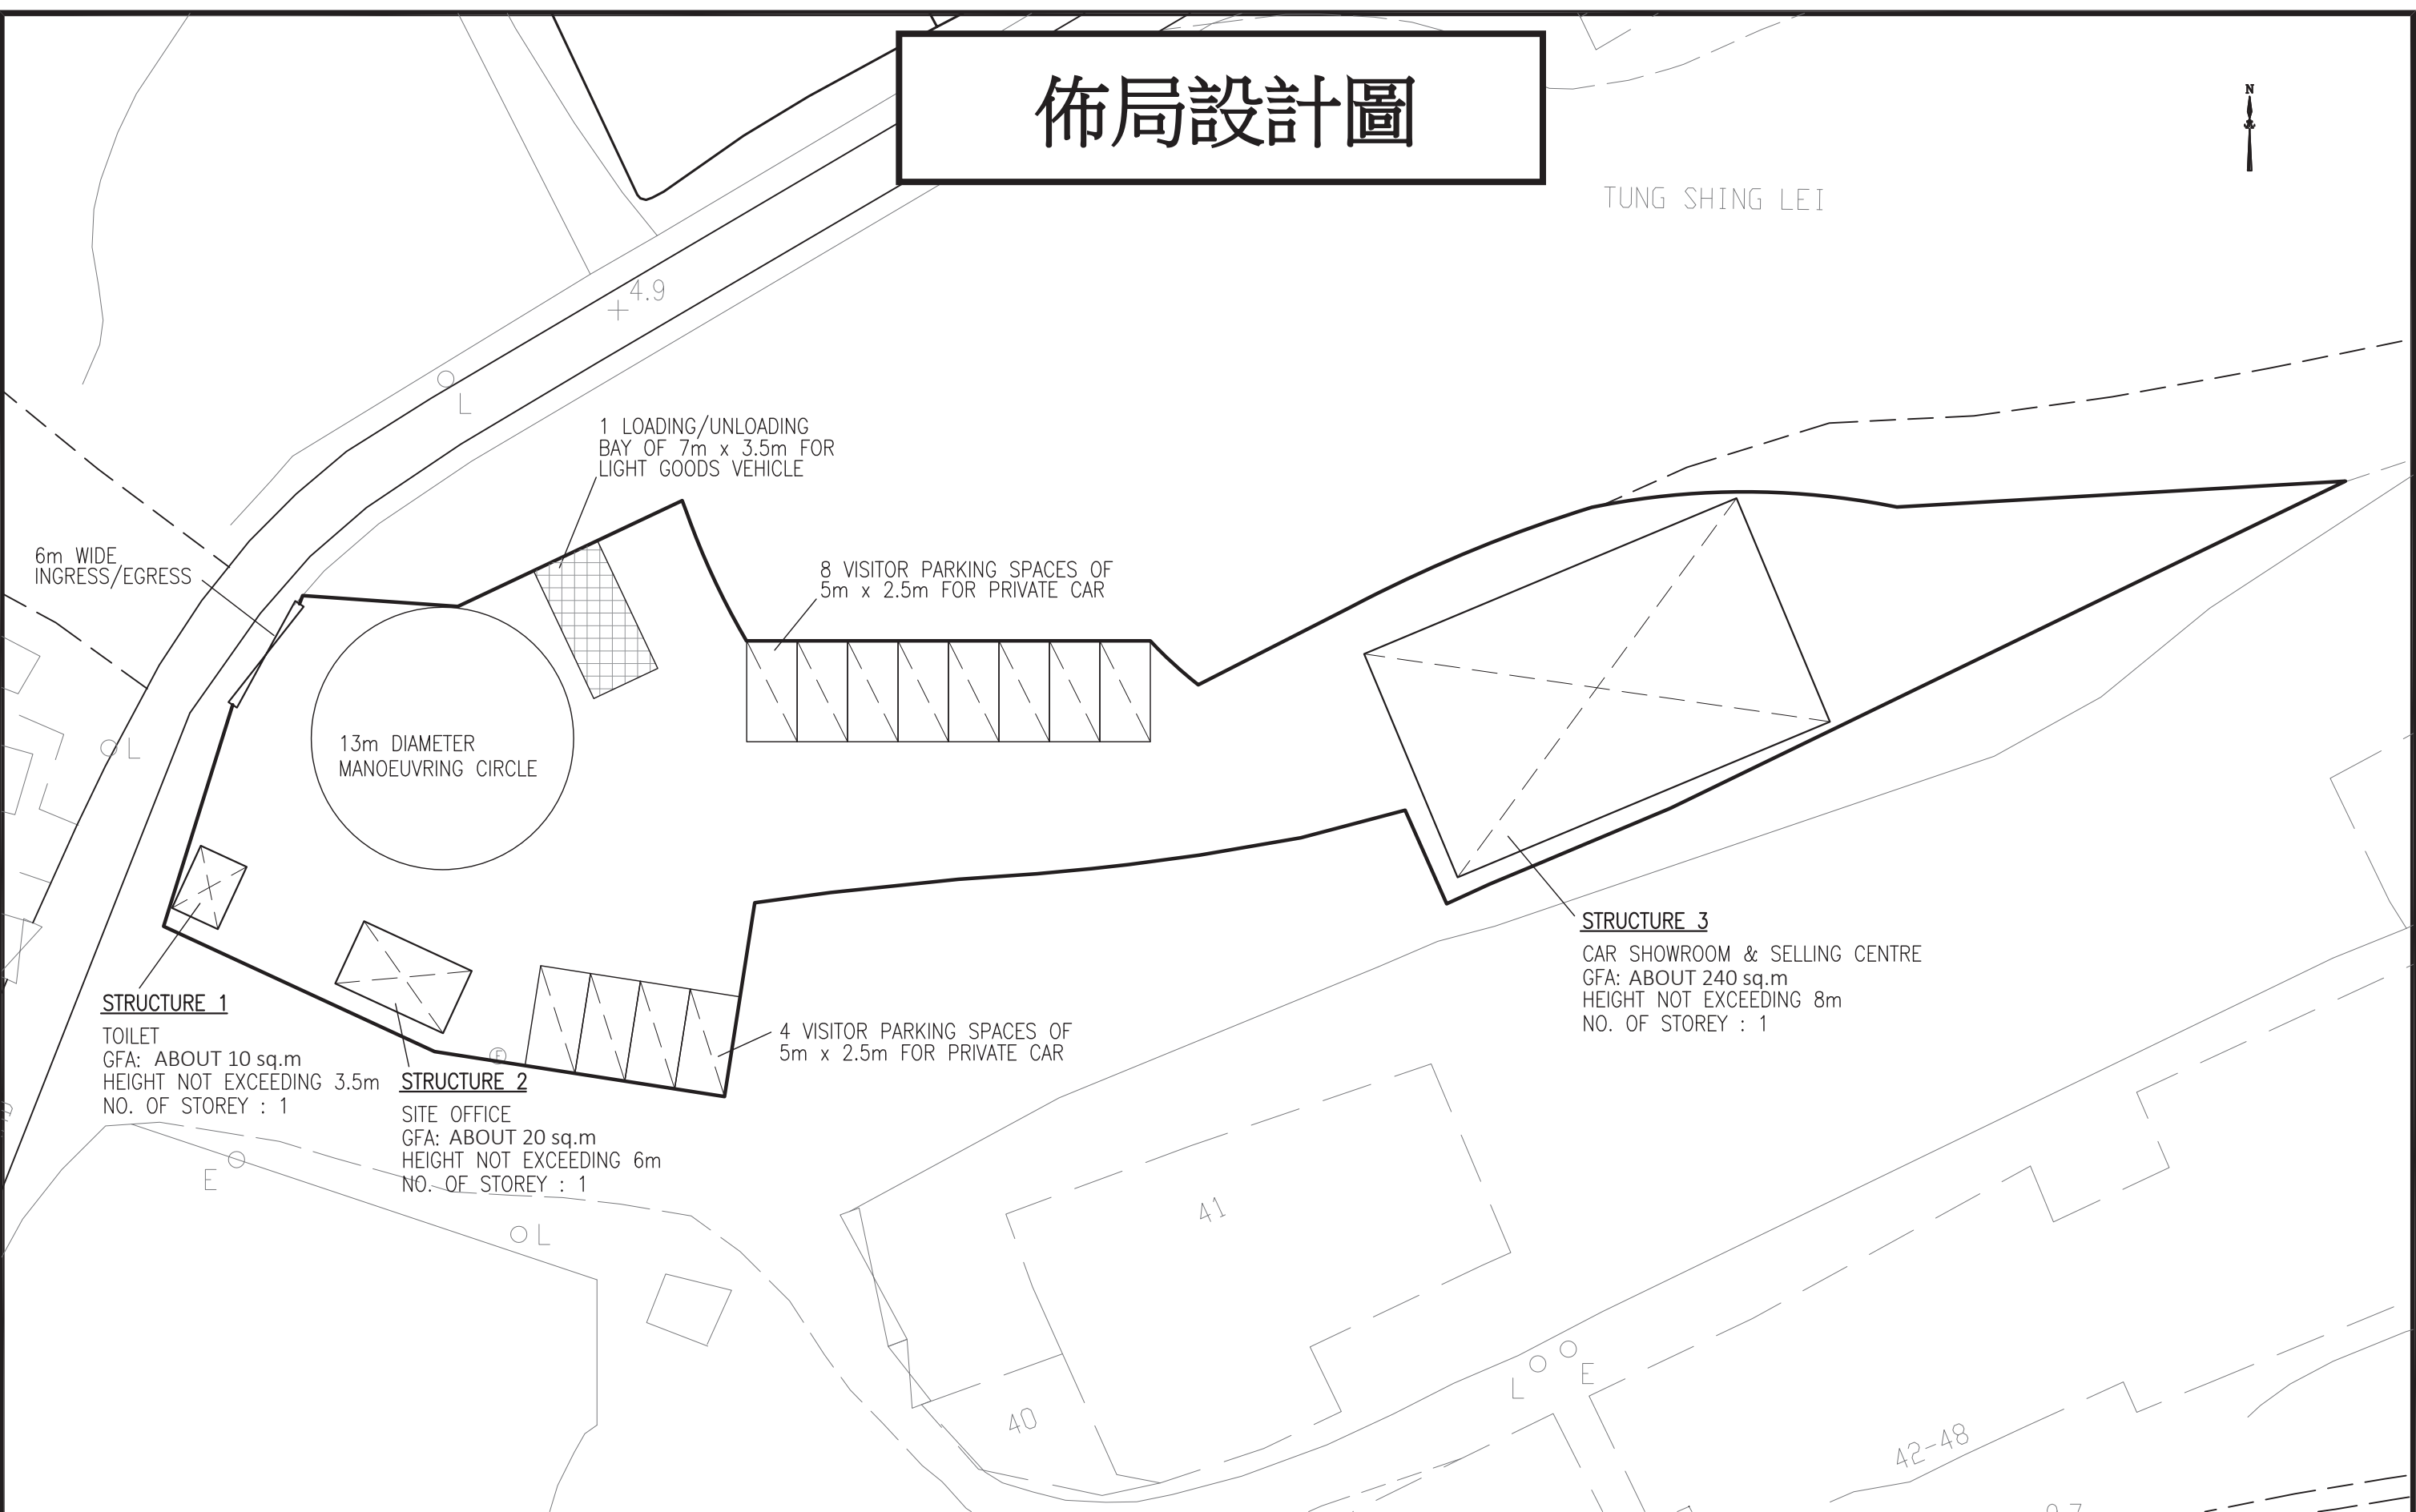 佈局設計圖
N
TUNG SHING LEI
4.9
L
1 LOADING/UNLOADING
BAY OF 7m x 3.5m FOR
LIGHT GOODS VEHICLE
6m WIDE
INGRESS/EGRESS
8 VISITOR PARKING SPACES OF
5m x 2.5m FOR PRIVATE CAR
L
13m DIAMETER
MANOEUVRING CIRCLE
STRUCTURE 3
CAR SHOWROOM & SELLING CENTRE
GFA: ABOUT 240 sq.m
HEIGHT NOT EXCEEDING 8m
NO. OF STOREY : 1
STRUCTURE 1
TOILET
GFA: ABOUT 10 sq.m
HEIGHT NOT EXCEEDING 3.5m
NO. OF STOREY : 1
4 VISITOR PARKING SPACES OF
5m x 2.5m FOR PRIVATE CAR
E
STRUCTURE 2
SITE OFFICE
GFA: ABOUT 20 sq.m
HEIGHT NOT EXCEEDING 6m
NO. OF STOREY : 1
E
L
41
L
E
40
42-48